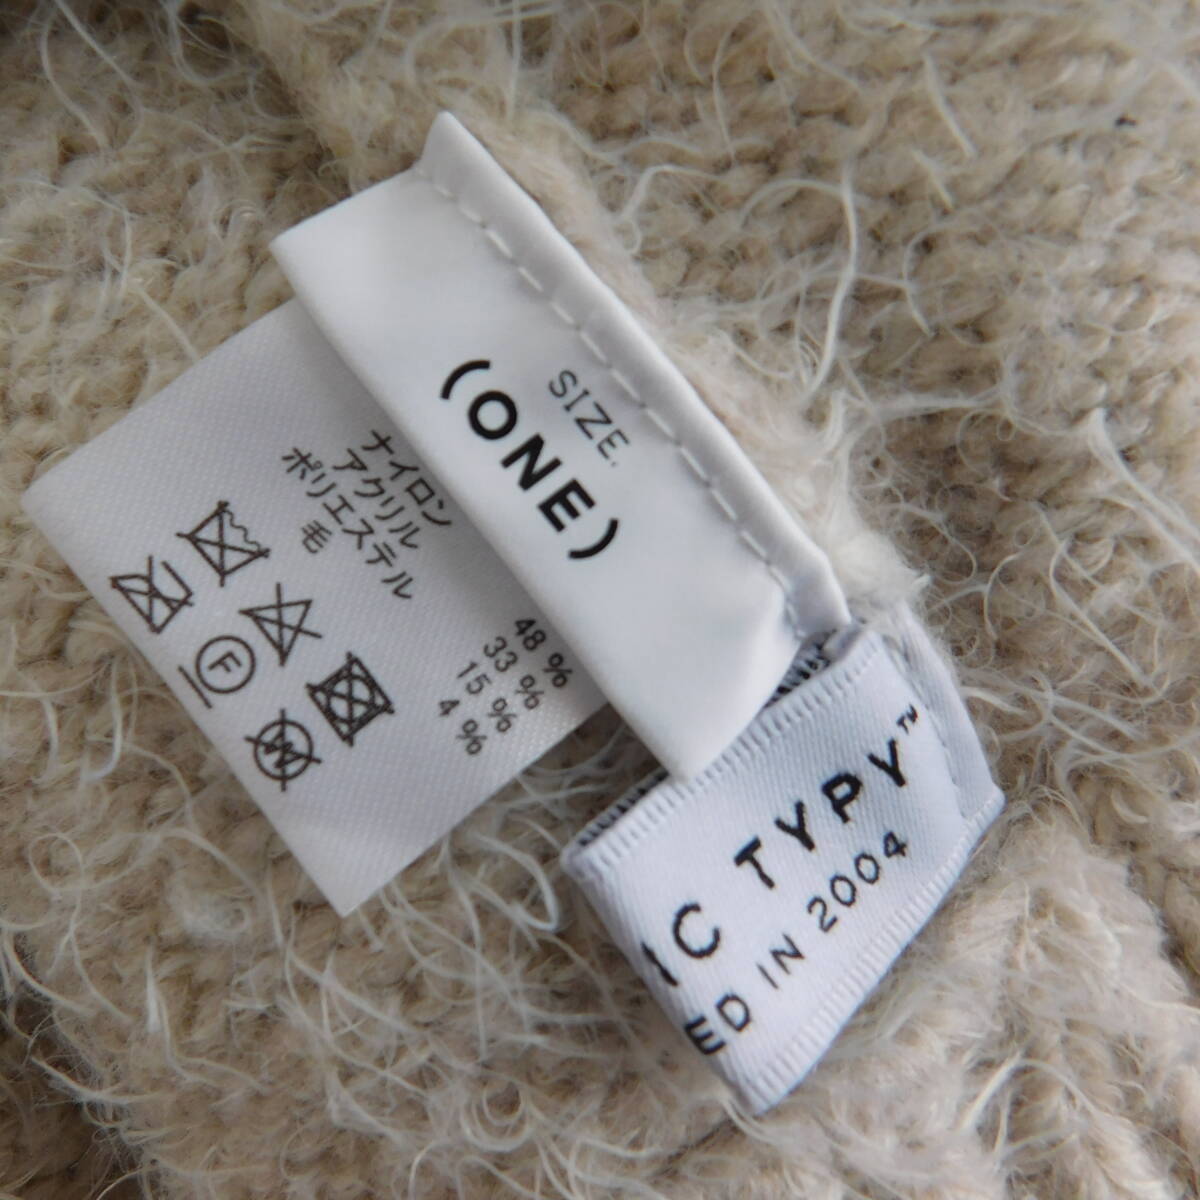 SIZE.
(ONE)
ナイロン 48%
アクリル 33%
ポリエステル 15%
毛 4%
F
W
IC TYPY™
ED IN 2004